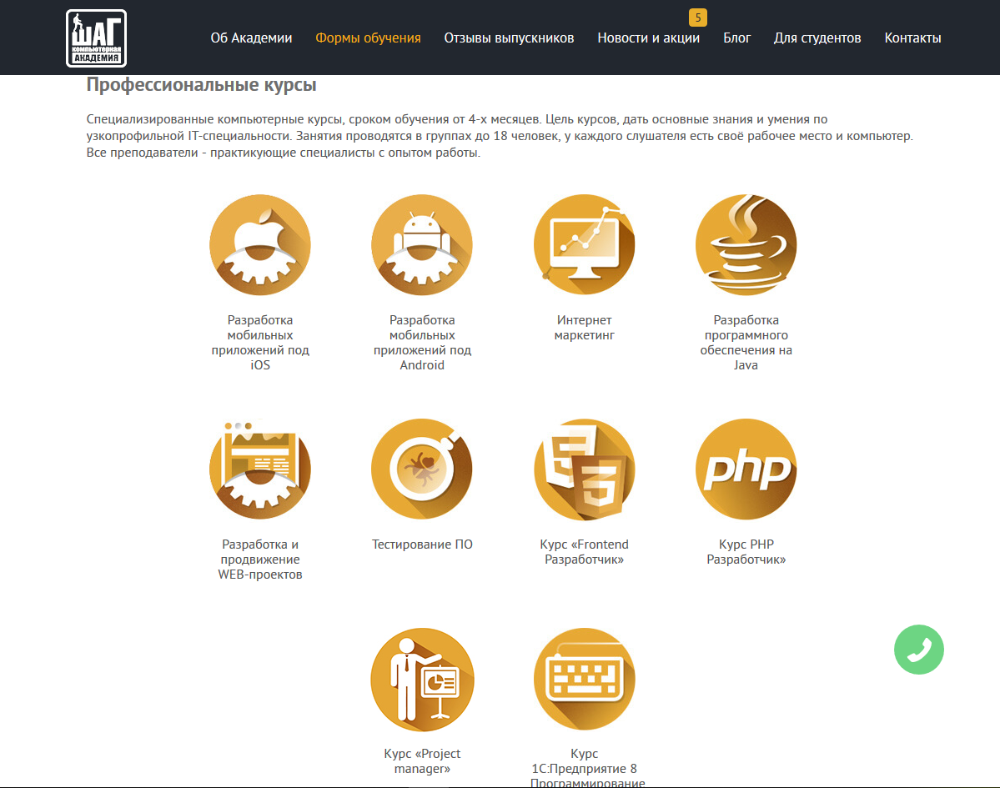 ШАГ
КОМПЬЮТЕРНАЯ
АКАДЕМИЯ
Об Академии
Формы обучения
Отзывы выпускников
Новости и акции
5
Блог
Для студентов
Контакты
Профессиональные курсы
Специализированные компьютерные курсы, сроком обучения от 4-х месяцев. Цель курсов, дать основные знания и умения по
узкопрофильной IT-специальности. Занятия проводятся в группах до 18 человек, у каждого слушателя есть своё рабочее место и компьютер.
Все преподаватели - практикующие специалисты с опытом работы.
Разработка
мобильных
приложений под
iOS
Разработка
мобильных
приложений под
Android
Интернет
маркетинг
Разработка
программного
обеспечения на
Java
Разработка и
продвижение
WEB-проектов
Тестирование ПО
Курс «Frontend
Разработчик»
php
Курс PHP
Разработчик»
Курс «Project
manager»
Курс
1С:Предприятие 8
Программирование